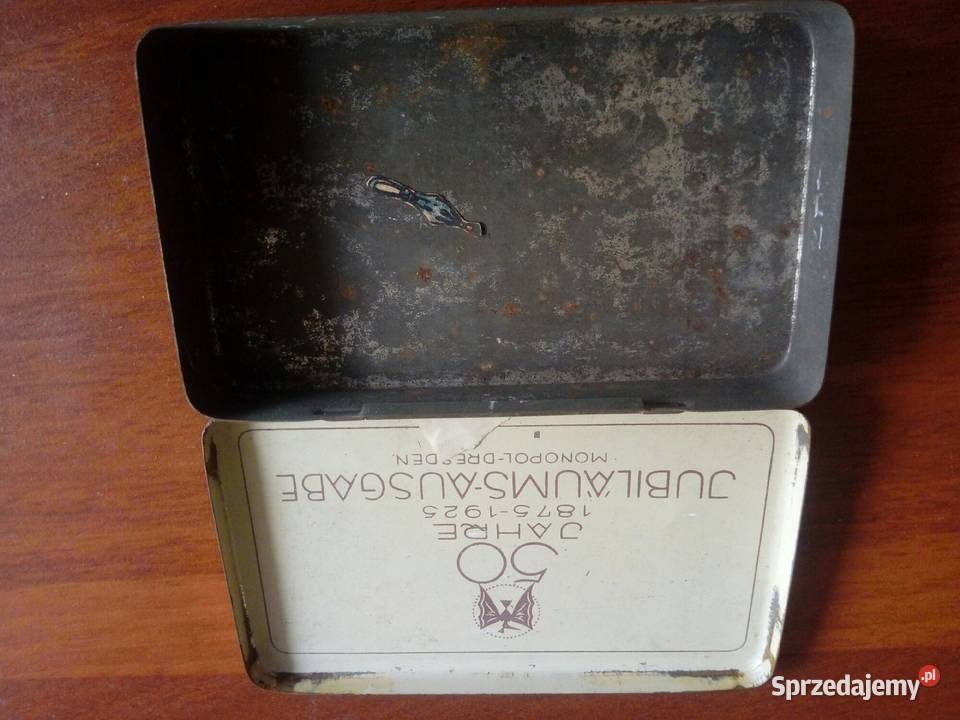 50
JAHRE
1875-1925
JUBILÄUMS-AUSGABE
MONOPOL-DRESDEN.
Sprzedajemy.pl